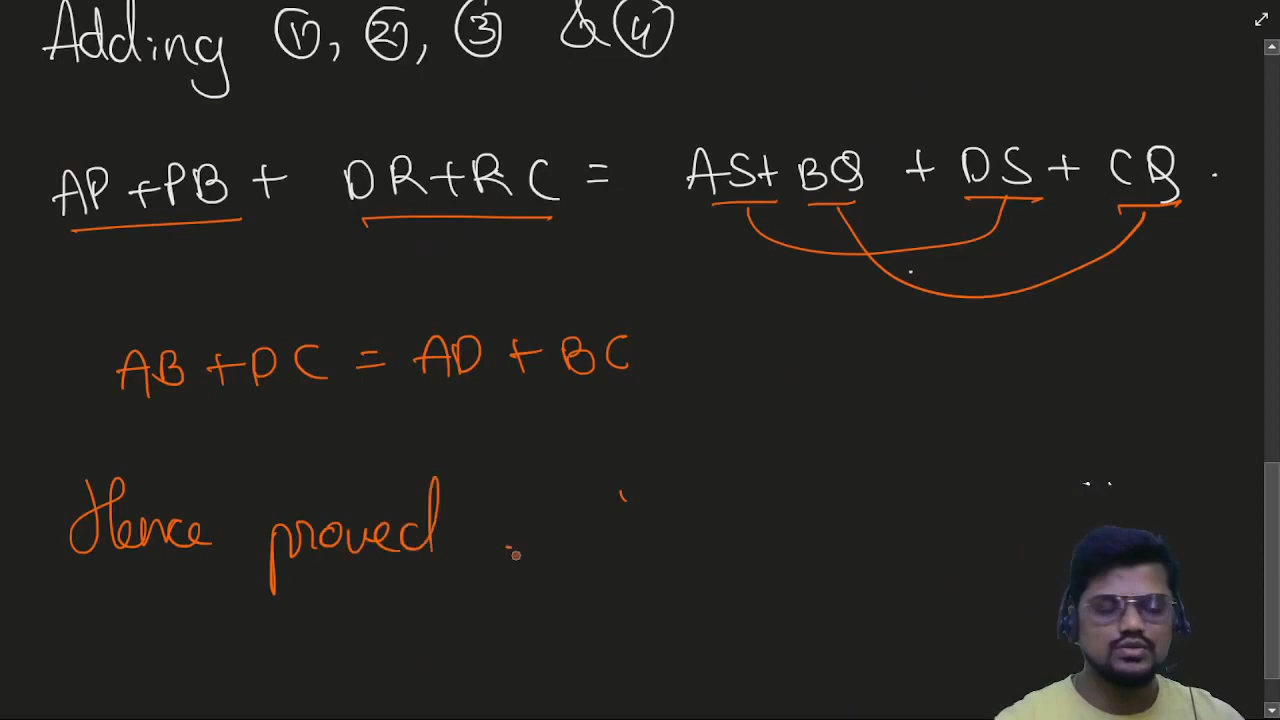 Adding ①, ②, ③ & ④
AP + PB + DR + RC = AS + BQ + DS + CQ .
AB + DC = AD + BC
Hence proved